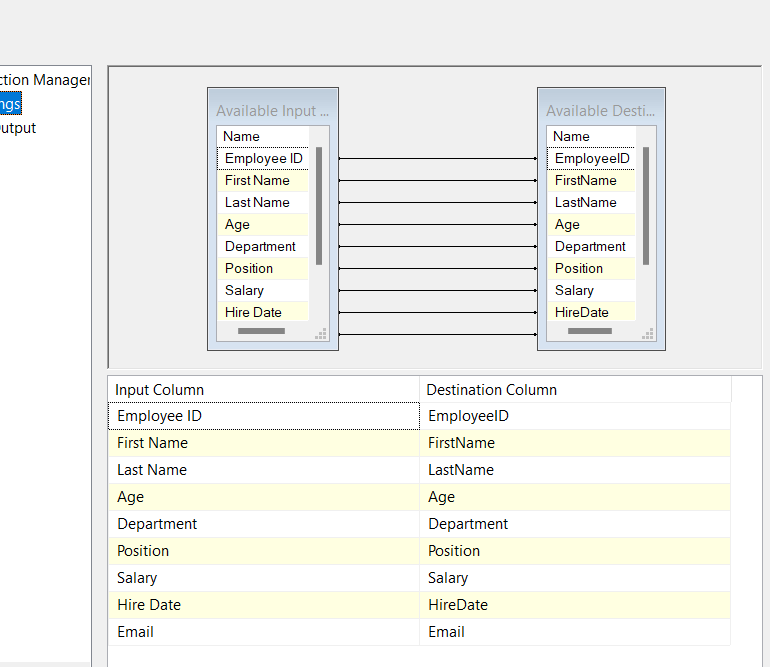 ction Manager
ngs
utput
Available Input ...
Name
Employee ID
First Name
Last Name
Age
Department
Position
Salary
Hire Date
Available Desti...
Name
EmployeeID
FirstName
LastName
Age
Department
Position
Salary
HireDate
Input Column Destination Column
Employee ID EmployeeID
First Name FirstName
Last Name LastName
Age Age
Department Department
Position Position
Salary Salary
Hire Date HireDate
Email Email